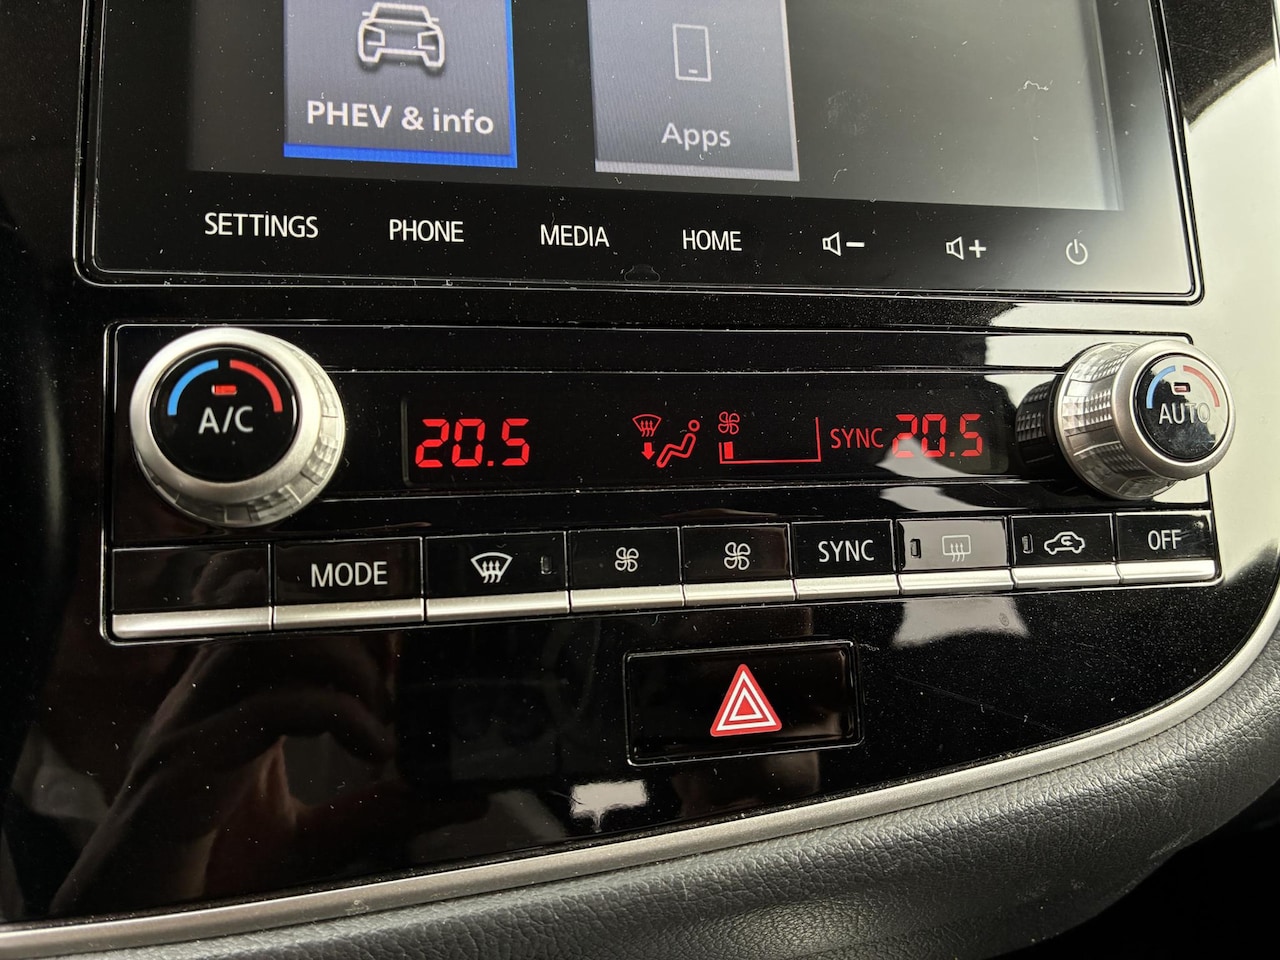 PHEV & info
Apps
SETTINGS PHONE MEDIA HOME
A/C
20.5 SYNC 20.5
AUTO
MODE SYNC OFF